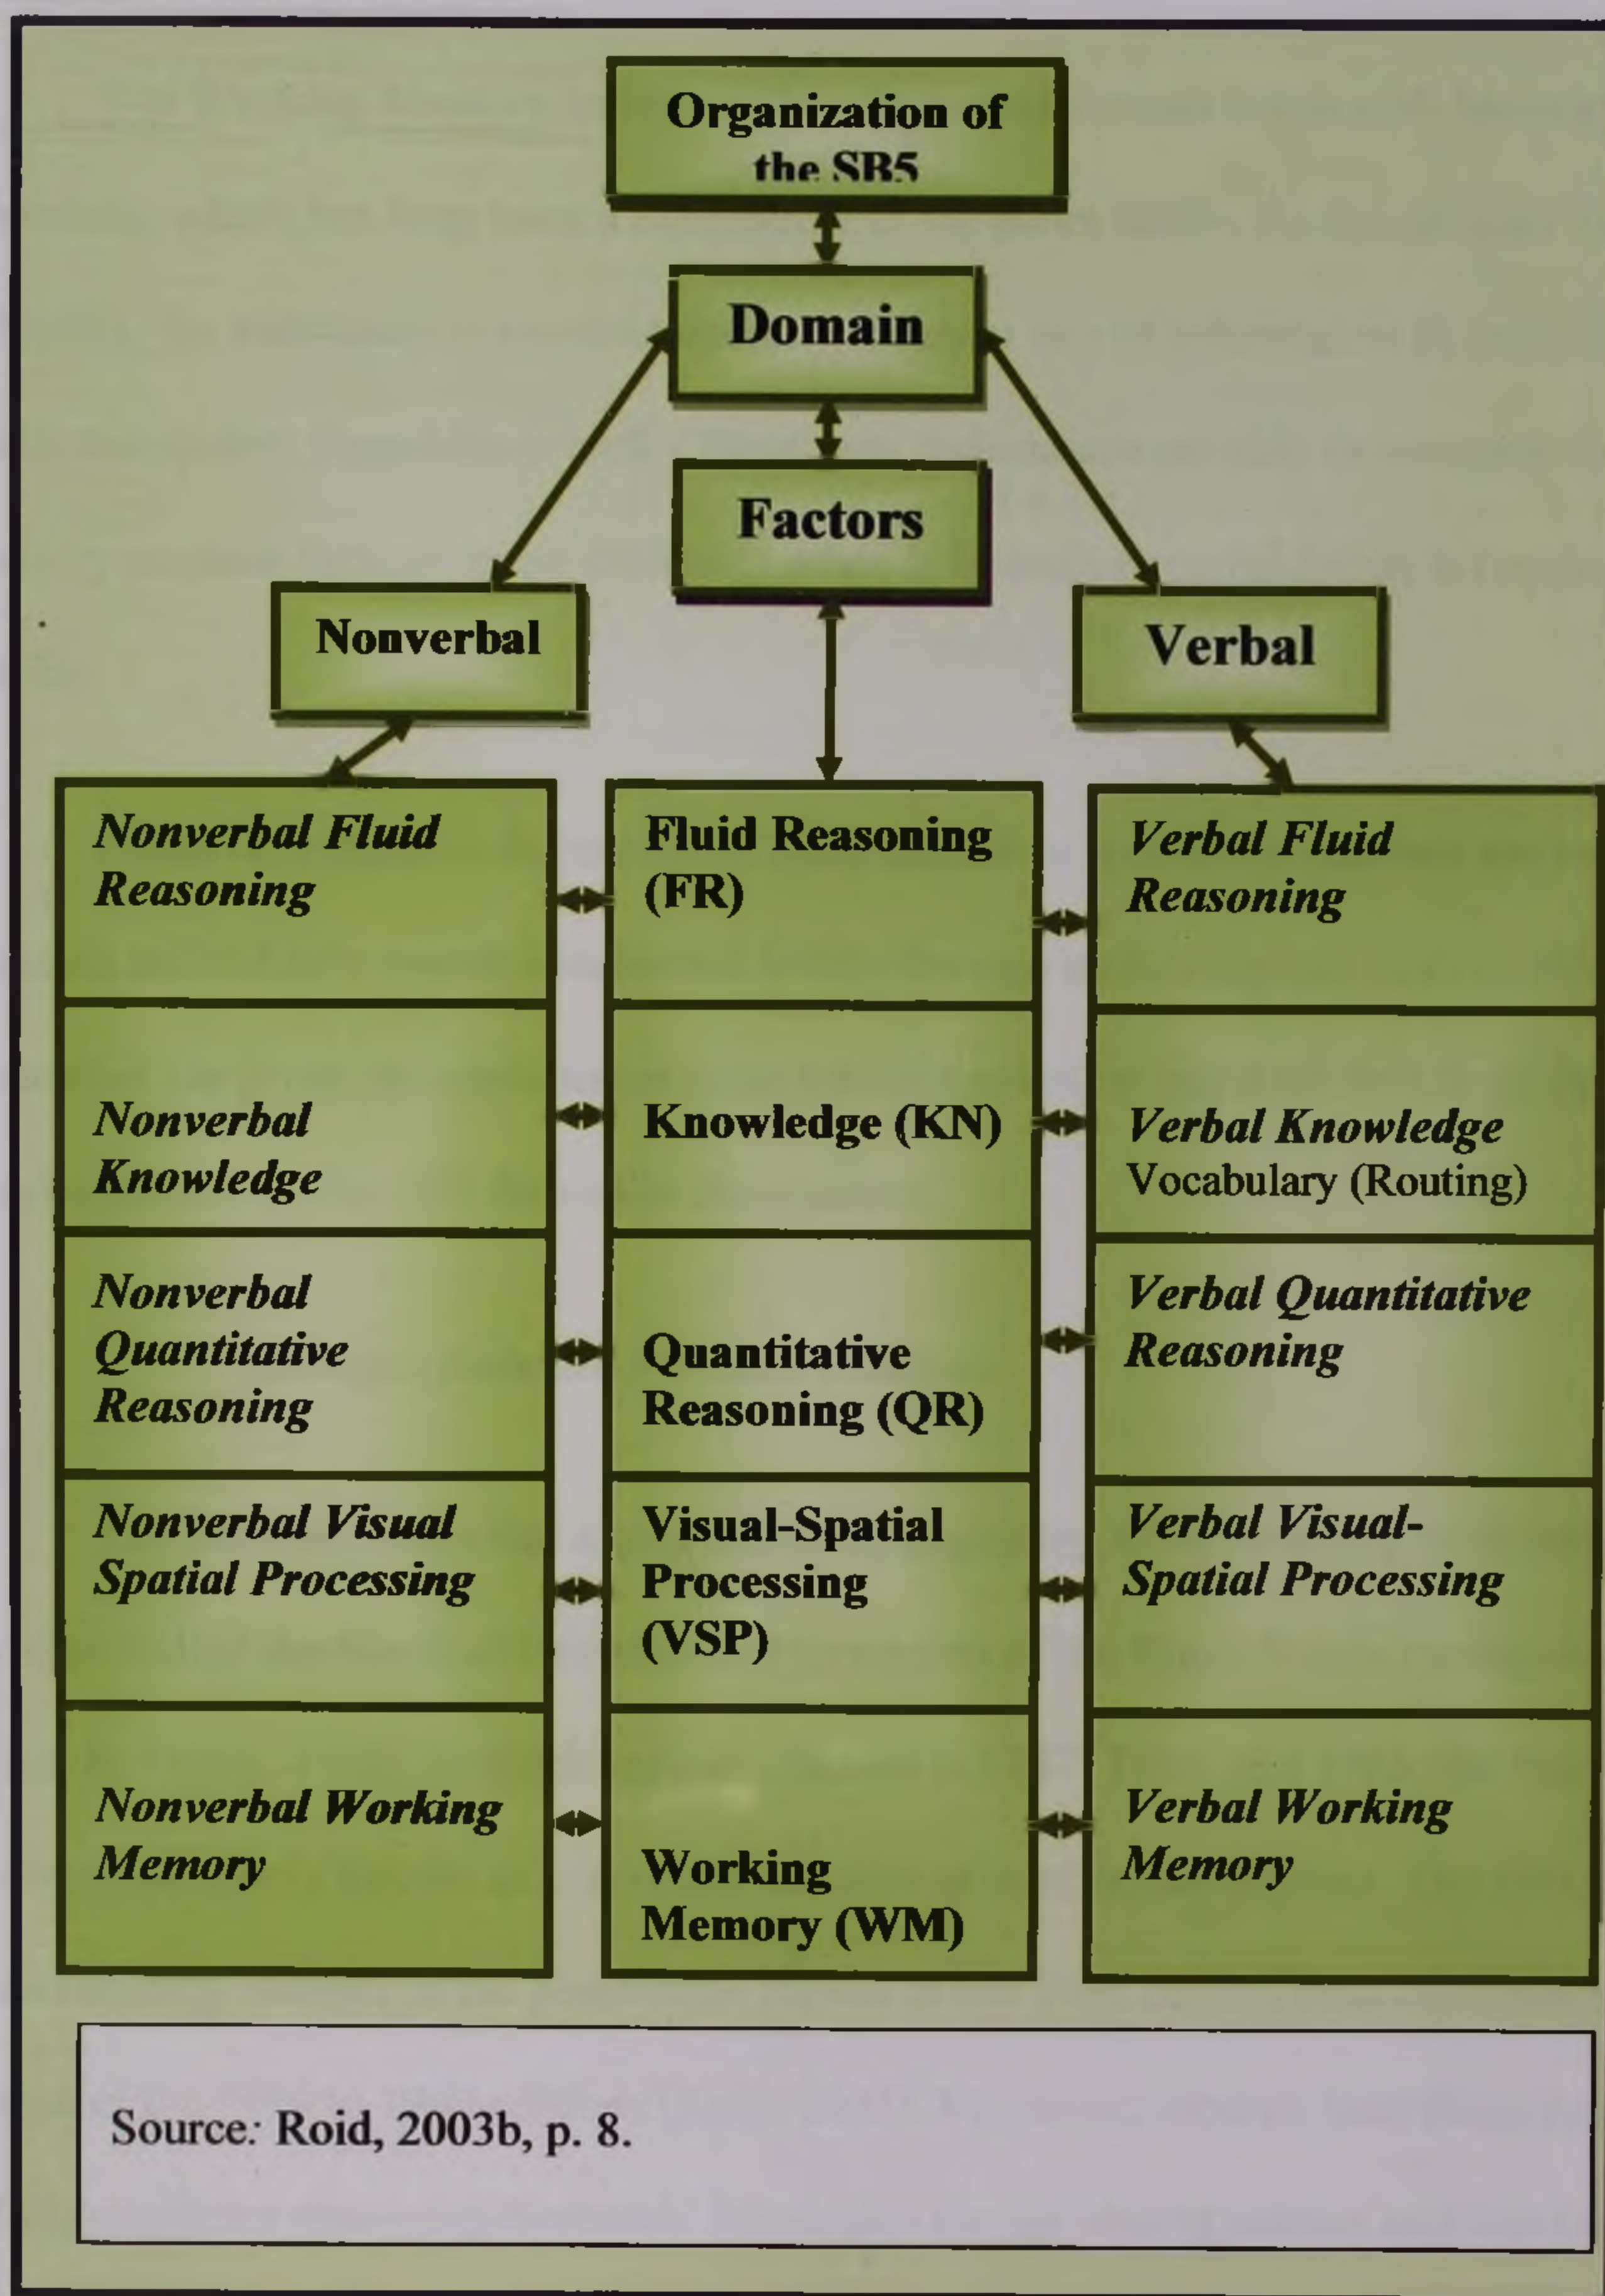 Organization of
the SB5
Domain
Factors
Nonverbal
Verbal
Nonverbal Fluid
Reasoning
Fluid Reasoning
(FR)
Verbal Fluid
Reasoning
Nonverbal
Knowledge
Knowledge (KN)
Verbal Knowledge
Vocabulary (Routing)
Nonverbal
Quantitative
Reasoning
Quantitative
Reasoning (QR)
Verbal Quantitative
Reasoning
Nonverbal Visual
Spatial Processing
Visual-Spatial
Processing
(VSP)
Verbal Visual-
Spatial Processing
Nonverbal Working
Memory
Working
Memory (WM)
Verbal Working
Memory
Source: Roid, 2003b, p. 8.